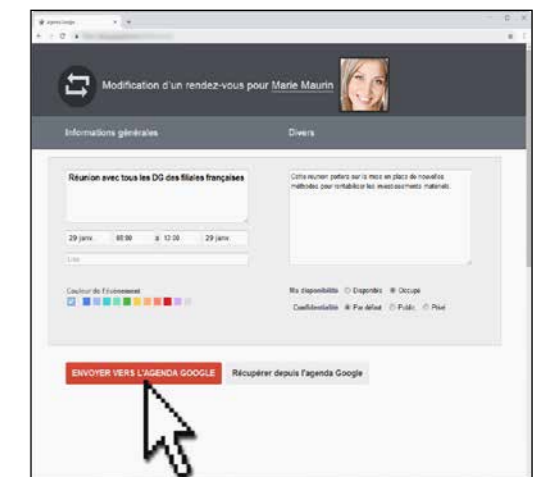 agenda Google
Modification d'un rendez-vous pour Marie Maurin
Informations générales
Divers
Réunion avec tous les DG des filiales françaises
Cette réunion portera sur la mise en place de nouvelles
méthodes pour rentabiliser les investissements matériels.
29 janv. 08:00 à 12:00 29 janv.
Lieu
Couleur de l'événement
Ma disponibilité Disponible Occupé
Confidentialité Par défaut Public Privé
ENVOYER VERS L'AGENDA GOOGLE
Récupérer depuis l'agenda Google